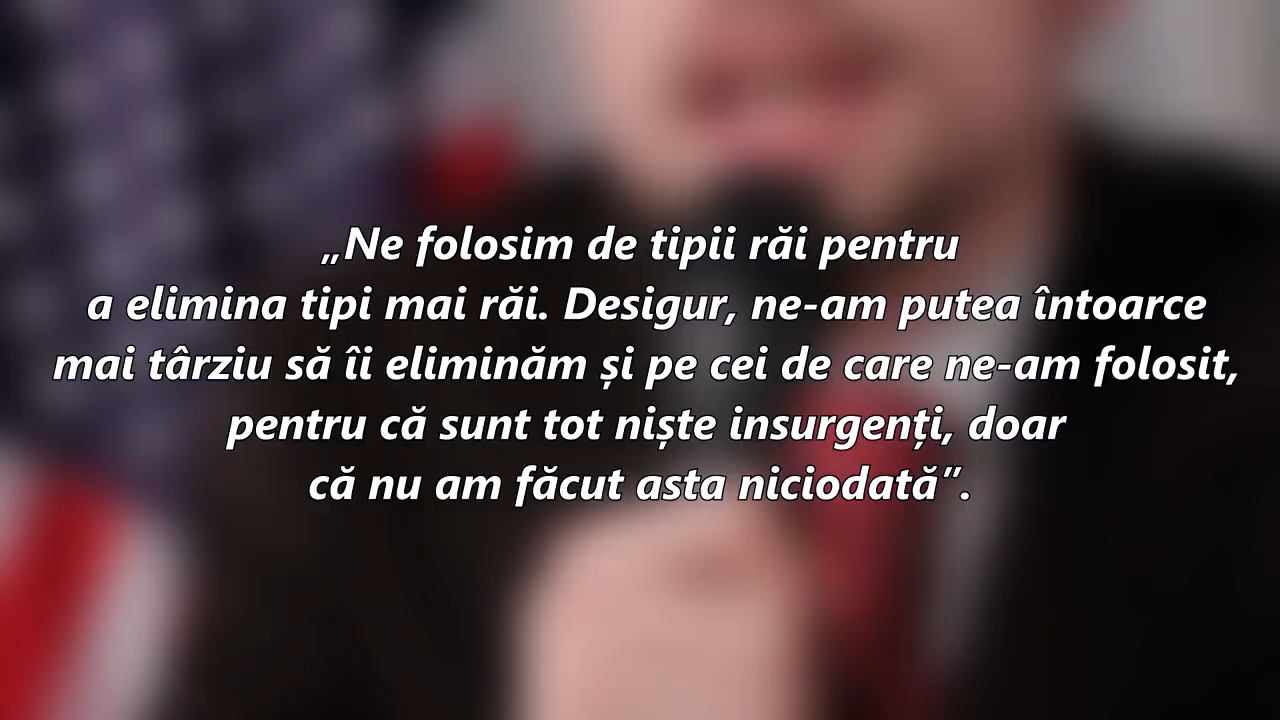 „Ne folosim de tipii răi pentru
a elimina tipi mai răi. Desigur, ne-am putea întoarce
mai târziu să îi eliminăm și pe cei de care ne-am folosit,
pentru că sunt tot niște insurgenți, doar
că nu am făcut asta niciodată”.